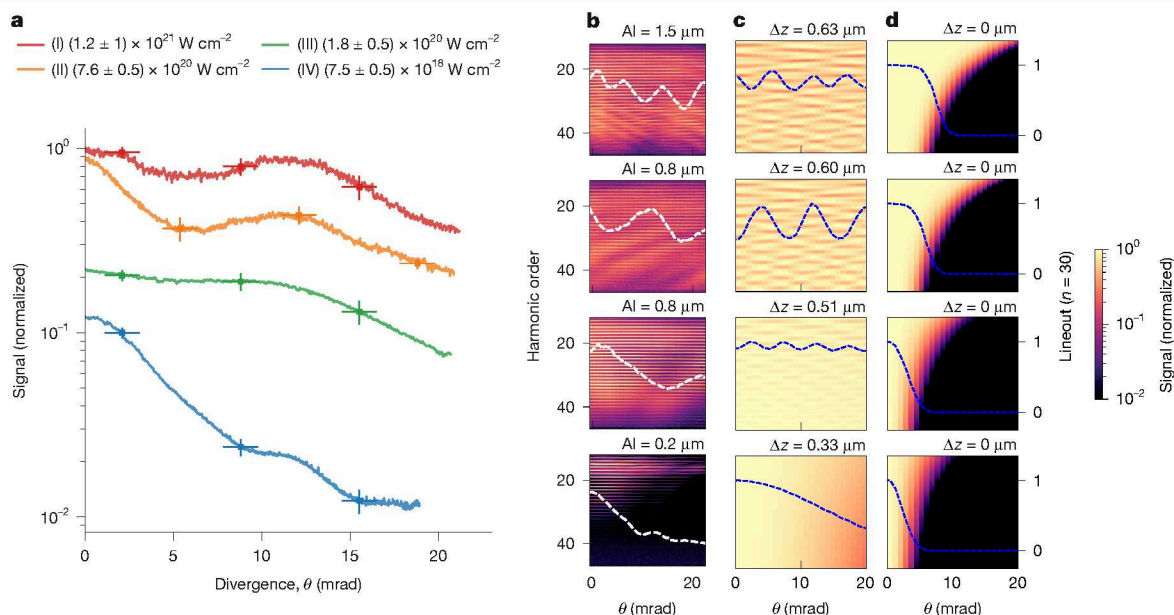 a
(I) (1.2 ± 1) × 10²¹ W cm⁻²
(II) (7.6 ± 0.5) × 10²⁰ W cm⁻²
(III) (1.8 ± 0.5) × 10²⁰ W cm⁻²
(IV) (7.5 ± 0.5) × 10¹⁸ W cm⁻²
Signal (normalized)
10⁰
10⁻¹
10⁻²
0 5 10 15 20
Divergence, θ (mrad)
b
Harmonic order
Al = 1.5 μm
20
40
Al = 0.8 μm
20
40
Al = 0.8 μm
20
40
Al = 0.2 μm
20
40
0 20
θ (mrad)
c
Δz = 0.63 μm
Δz = 0.60 μm
Δz = 0.51 μm
Δz = 0.33 μm
0 10 20
θ (mrad)
d
Δz = 0 μm
1
0
Δz = 0 μm
1
0
Δz = 0 μm
1
0
Δz = 0 μm
1
0
0 10 20
θ (mrad)
Lineout (n = 30)
10⁰
10⁻¹
10⁻²
Signal (normalized)